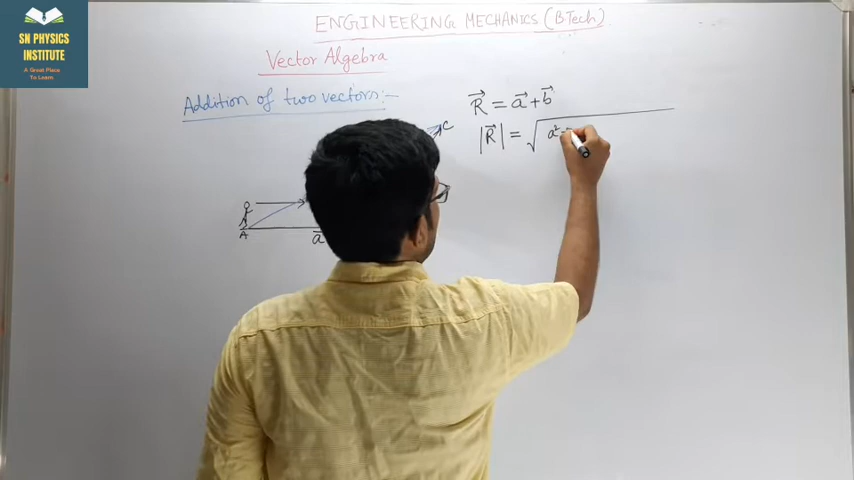 SN PHYSICS
INSTITUTE
A Great Place
To Learn
ENGINEERING MECHANICS (BTech)
Vector Algebra
Addition of two vectors:-
R⃗ = a⃗ + b⃗
|R⃗| = √a²
C
A
a⃗